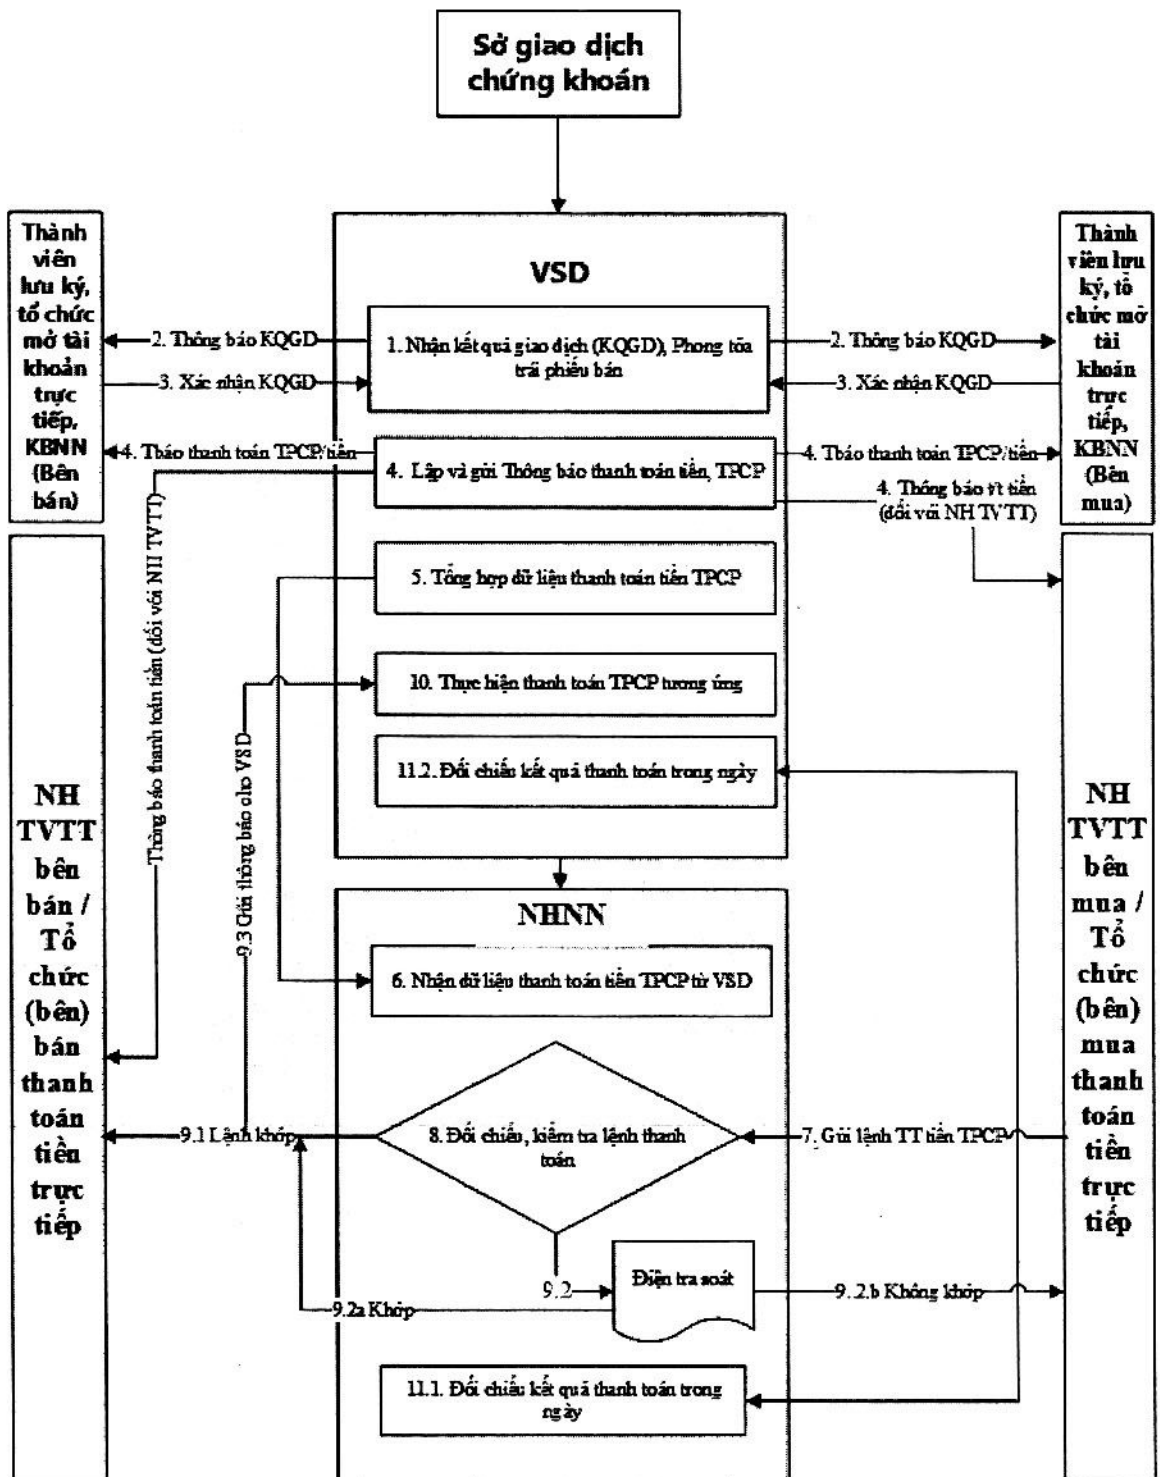 Sở giao dịch
chứng khoán
Thành
viên
lưu ký,
tổ chức
mở tài
khoản
trực
tiếp,
KBNN
(Bên
bán)
VSD
Thành
viên lưu
ký, tổ
chức mở
tài
khoản
trực
tiếp,
KBNN
(Bên
mua)
2. Thông báo KQGD
1. Nhận kết quả giao dịch (KQGD), Phong tỏa
trái phiếu bán
2. Thông báo KQGD
3. Xác nhận KQGD
3. Xác nhận KQGD
4. Tbáo thanh toán TPCP/tiền
4. Lập và gửi Thông báo thanh toán tiền, TPCP
4. Tbáo thanh toán TPCP/tiền
4. Thông báo tt tiền
(đối với NH TVTT)
Thông báo thanh toán tiền (đối với NH TVTT)
5. Tổng hợp dữ liệu thanh toán tiền TPCP
10. Thực hiện thanh toán TPCP tương ứng
9.3 Gửi thông báo cho VSD
11.2. Đối chiếu kết quả thanh toán trong ngày
NH
TVTT
bên
bán /
Tổ
chức
(bên)
bán
thanh
toán
tiền
trực
tiếp
NH
TVTT
bên
mua /
Tổ
chức
(bên)
mua
thanh
toán
tiền
trực
tiếp
NHNN
6. Nhận dữ liệu thanh toán tiền TPCP từ VSD
9.1 Lệnh khớp
8. Đối chiếu, kiểm tra lệnh thanh
toán
7. Gửi lệnh TT tiền TPCP
9.2
Điện tra soát
9.2a Khớp
9.2.b Không khớp
11.1. Đối chiếu kết quả thanh toán trong
ngày